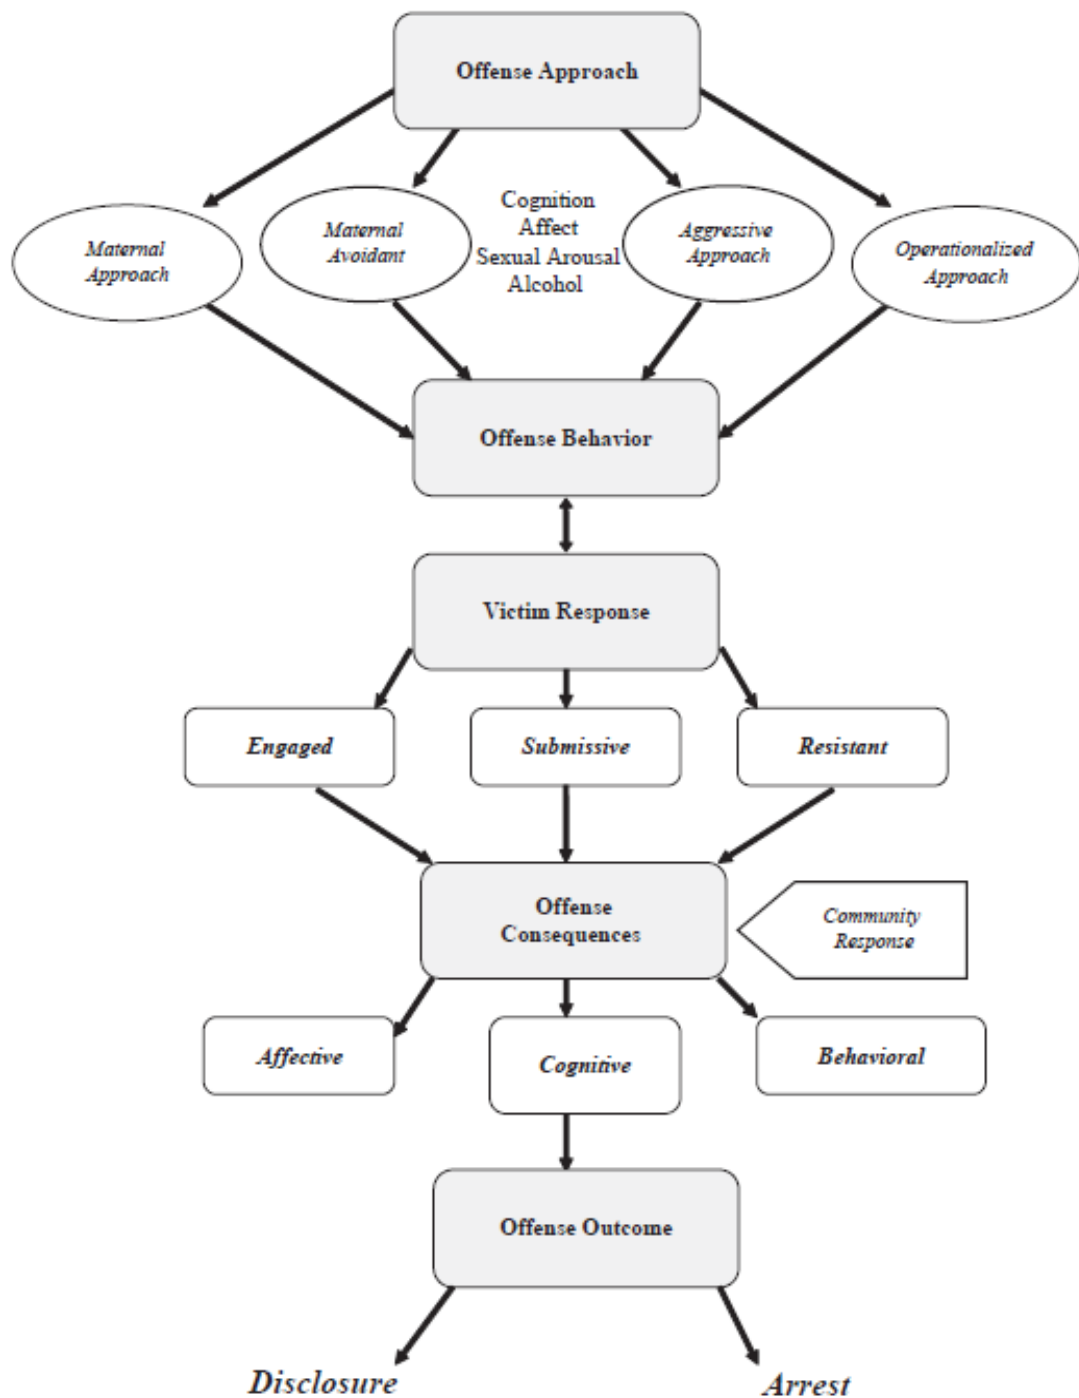 Offense Approach
Maternal
Approach
Maternal
Avoidant
Cognition
Affect
Sexual Arousal
Alcohol
Aggressive
Approach
Operationalized
Approach
Offense Behavior
Victim Response
Engaged
Submissive
Resistant
Offense
Consequences
Community
Response
Affective
Cognitive
Behavioral
Offense Outcome
Disclosure
Arrest